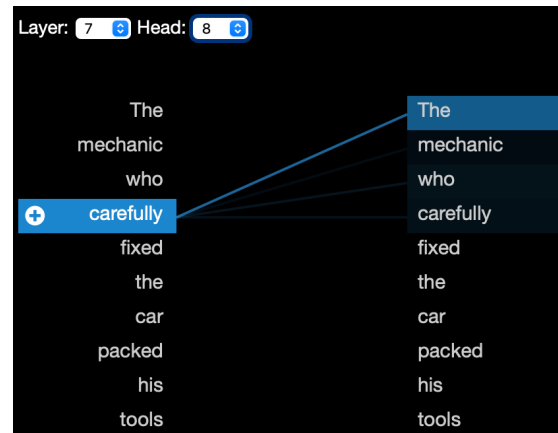 Layer: 7 Head: 8
The The
mechanic mechanic
who who
carefully carefully
fixed fixed
the the
car car
packed packed
his his
tools tools